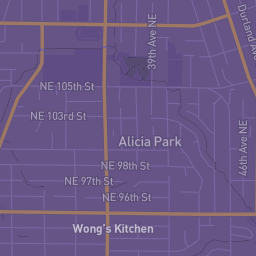 Durland Ave
39th Ave NE
NE 105th St
NE 103rd St
Alicia Park
46th Ave NE
NE 98th St
NE 97th St
NE 96th St
Wong's Kitchen